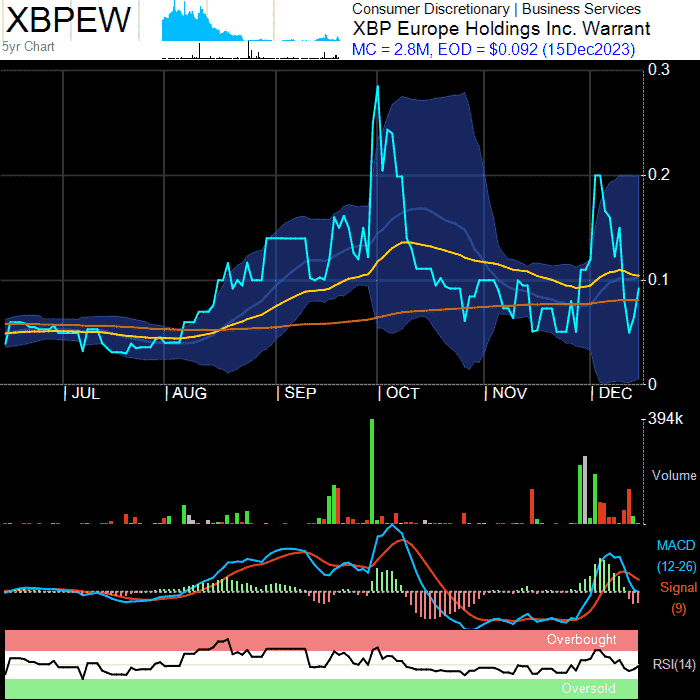 XBPEW
5yr Chart
Consumer Discretionary | Business Services
XBP Europe Holdings Inc. Warrant
MC = 2.8M, EOD = $0.092 (15Dec2023)
0.3
0.2
0.1
0
| JUL | AUG | SEP | OCT | NOV | DEC
394k
Volume
MACD
(12-26)
Signal
(9)
Overbought
RSI(14)
Oversold